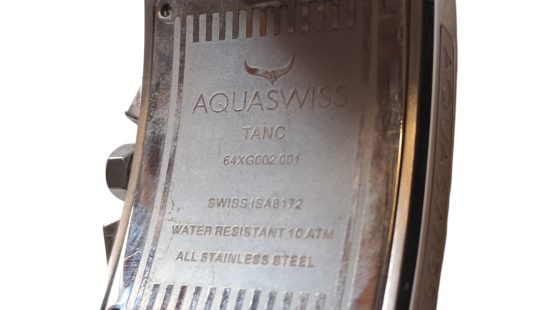 AQUASWISS
TANC
64XG002 001
SWISS ISA8172
WATER RESISTANT 10 ATM
ALL STAINLESS STEEL